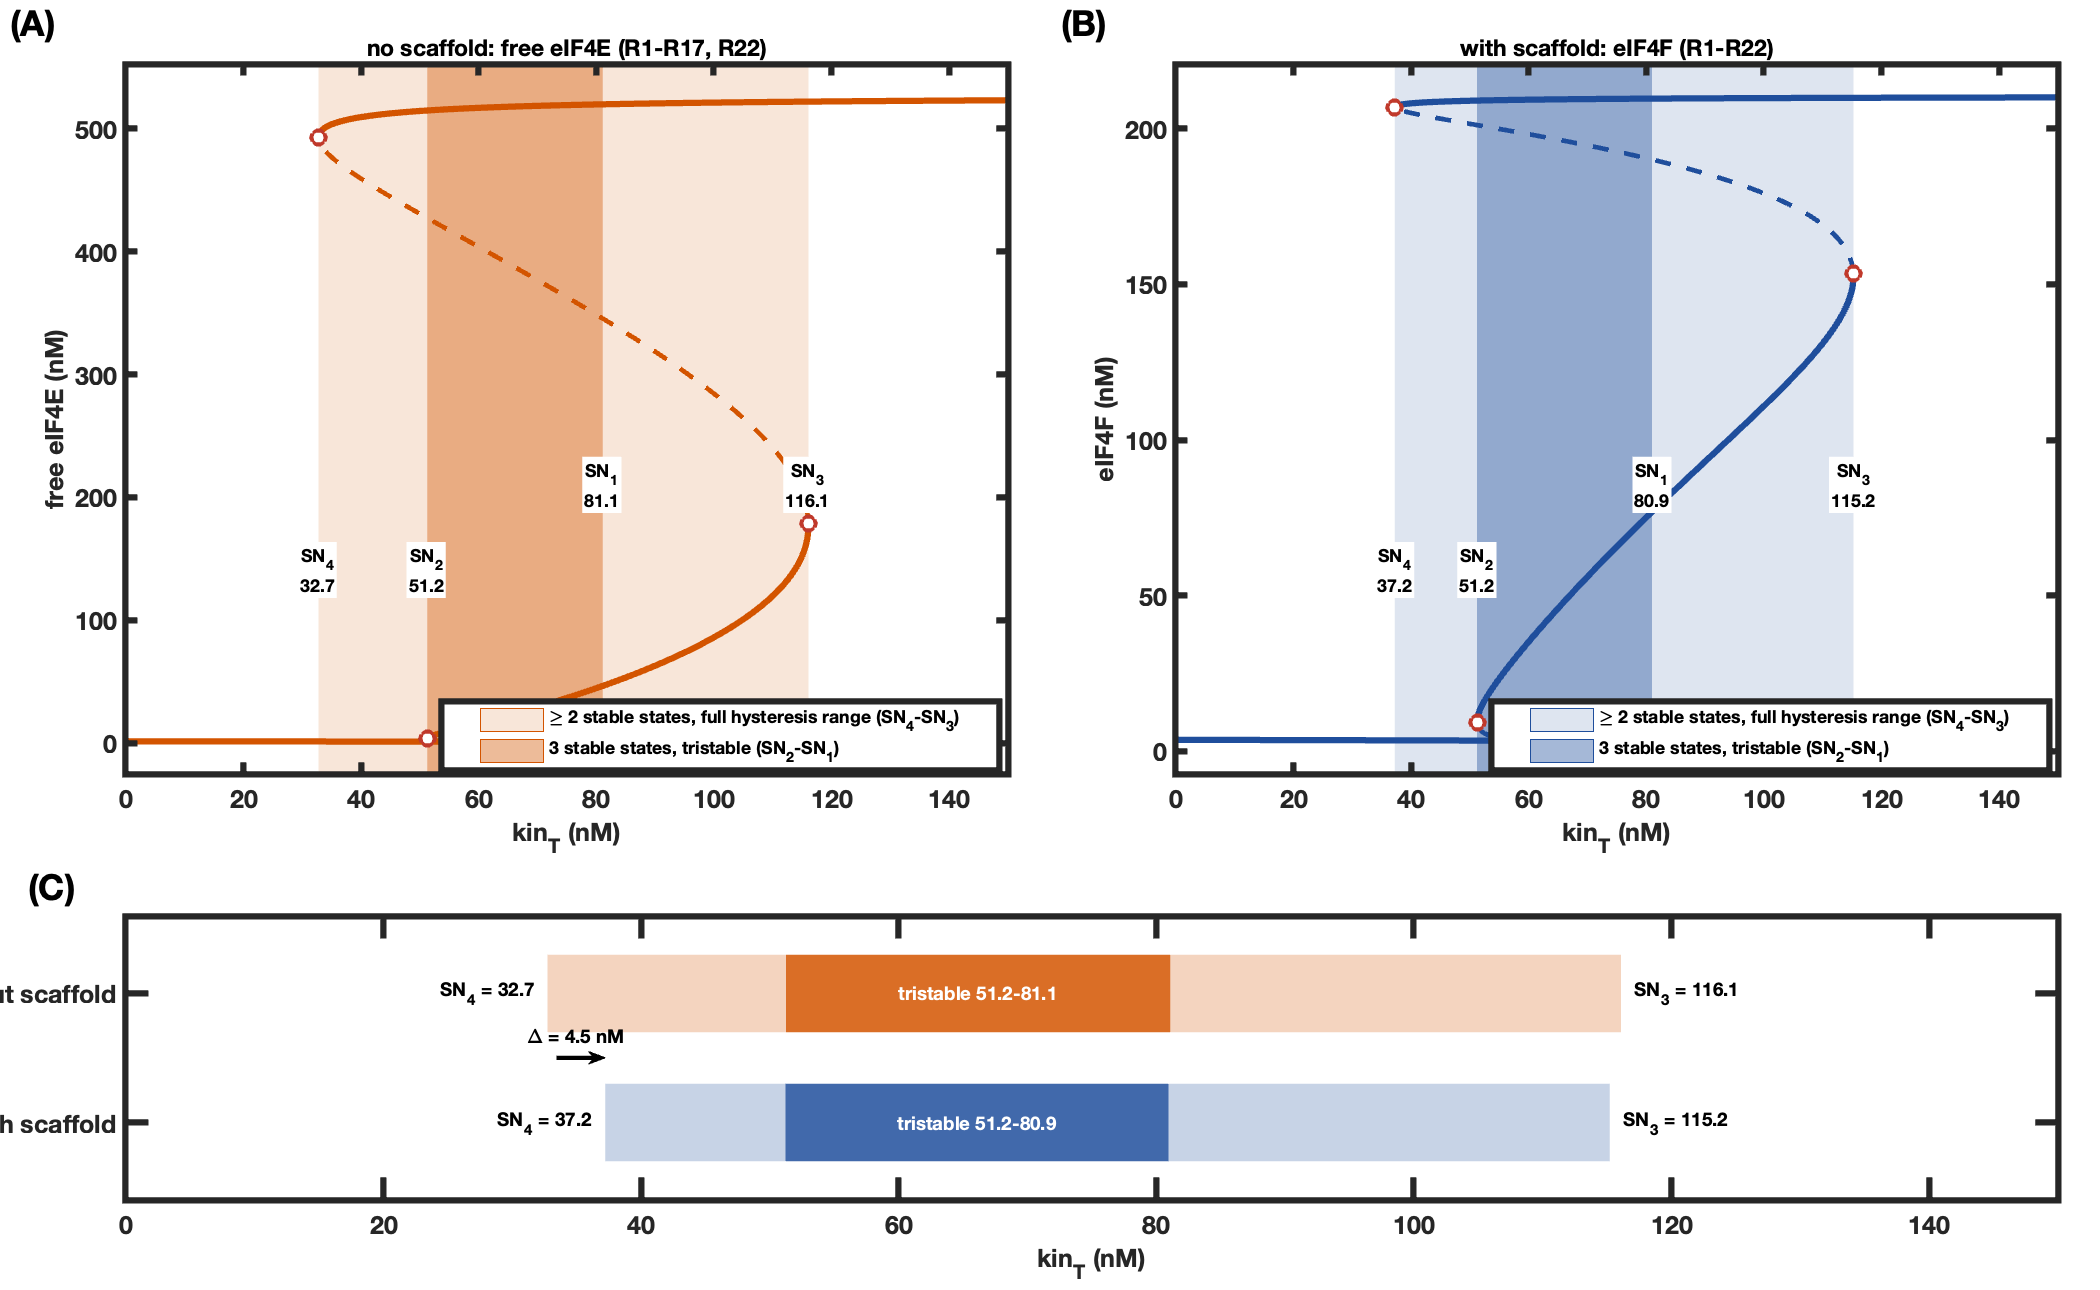 (A)
no scaffold: free eIF4E (R1-R17, R22)
free eIF4E (nM)
500
400
300
200
100
0
SN4
32.7
SN2
51.2
SN1
81.1
SN3
116.1
≥ 2 stable states, full hysteresis range (SN4-SN3)
3 stable states, tristable (SN2-SN1)
0 20 40 60 80 100 120 140
kinT (nM)
(B)
with scaffold: eIF4F (R1-R22)
eIF4F (nM)
200
150
100
50
0
SN4
37.2
SN2
51.2
SN1
80.9
SN3
115.2
≥ 2 stable states, full hysteresis range (SN4-SN3)
3 stable states, tristable (SN2-SN1)
0 20 40 60 80 100 120 140
kinT (nM)
(C)
scaffold
SN4 = 32.7
tristable 51.2-81.1
SN3 = 116.1
Δ = 4.5 nM
scaffold
SN4 = 37.2
tristable 51.2-80.9
SN3 = 115.2
0 20 40 60 80 100 120 140
kinT (nM)